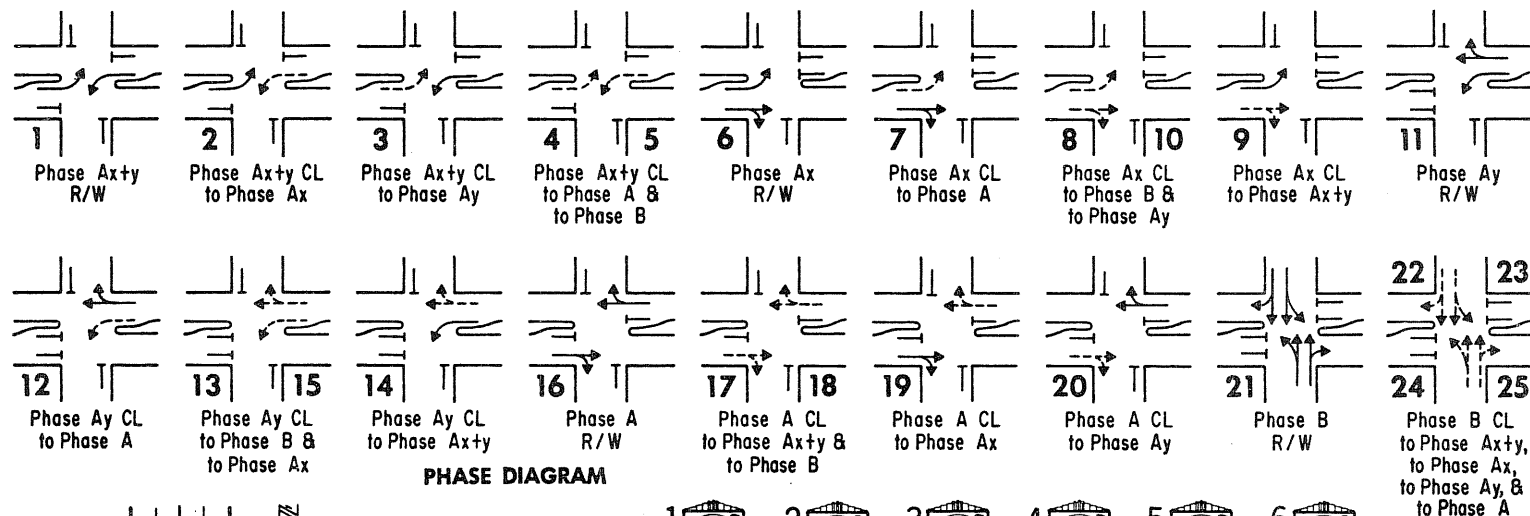 1
Phase Ax+y
R/W
2
Phase Ax+y CL
to Phase Ax
3
Phase Ax+y CL
to Phase Ay
4 5
Phase Ax+y CL
to Phase A &
to Phase B
6
Phase Ax
R/W
7
Phase Ax CL
to Phase A
8 10
Phase Ax CL
to Phase B &
to Phase Ay
9
Phase Ax CL
to Phase Ax+y
11
Phase Ay
R/W
12
Phase Ay CL
to Phase A
13 15
Phase Ay CL
to Phase B &
to Phase Ax
14
Phase Ay CL
to Phase Ax+y
16
Phase A
R/W
17 18
Phase A CL
to Phase Ax+y &
to Phase B
19
Phase A CL
to Phase Ax
20
Phase A CL
to Phase Ay
21
Phase B
R/W
22 23
24 25
Phase B CL
to Phase Ax+y,
to Phase Ax,
to Phase Ay, &
to Phase A
PHASE DIAGRAM
1 2 3 4 5 6